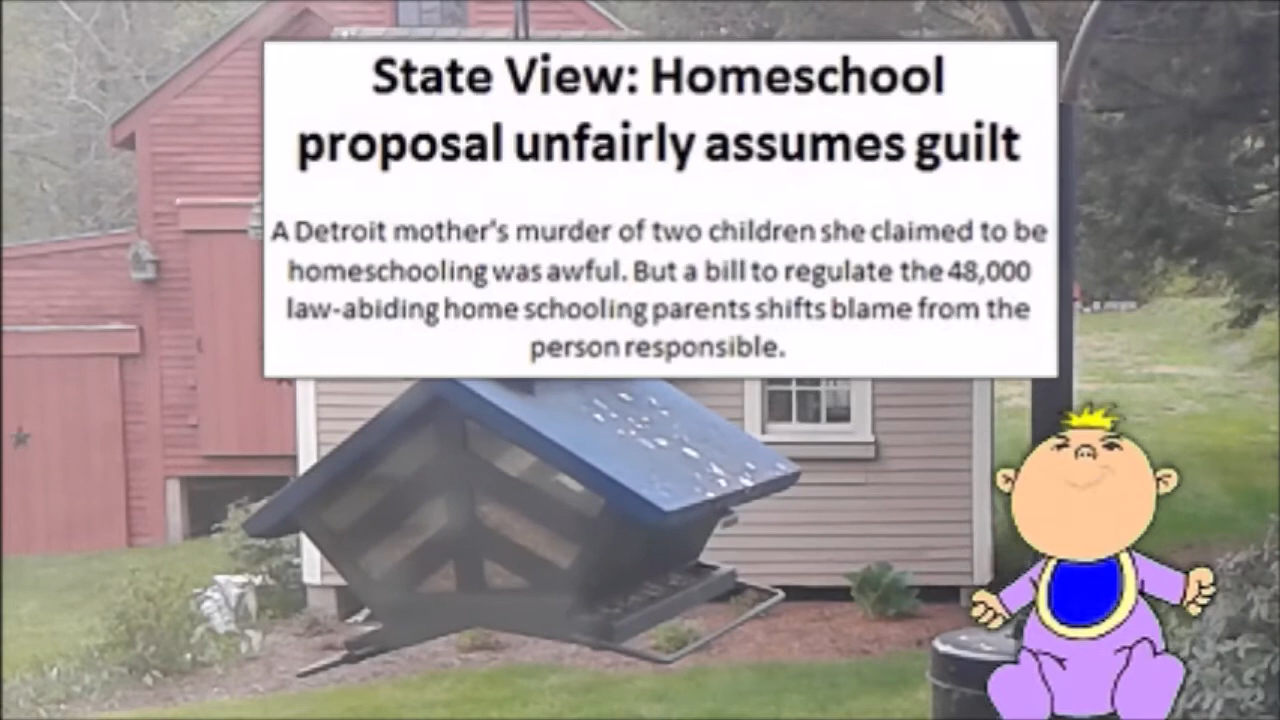 State View: Homeschool
proposal unfairly assumes guilt
A Detroit mother's murder of two children she claimed to be
homeschooling was awful. But a bill to regulate the 48,000
law-abiding home schooling parents shifts blame from the
person responsible.